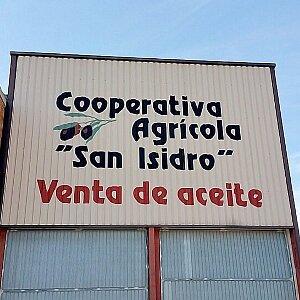 Cooperativa
Agrícola
"San Isidro"
Venta de aceite